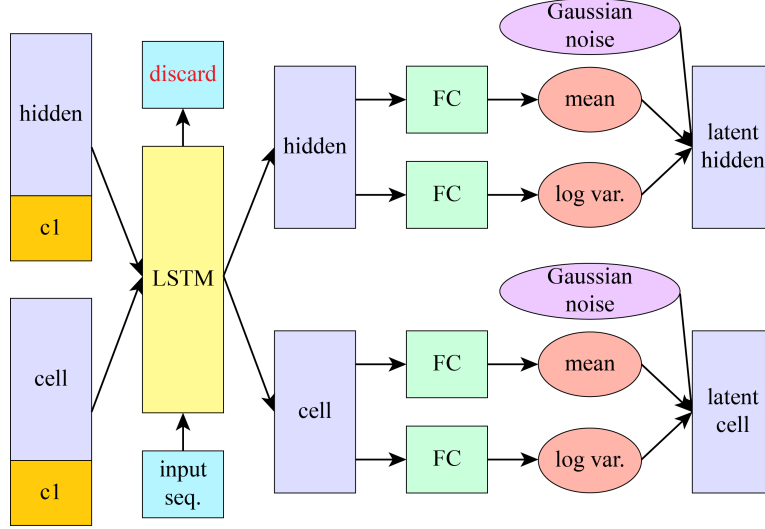 hidden
c1
cell
c1
discard
LSTM
input
seq.
hidden
FC
FC
mean
log var.
Gaussian
noise
latent
hidden
cell
FC
FC
mean
log var.
Gaussian
noise
latent
cell